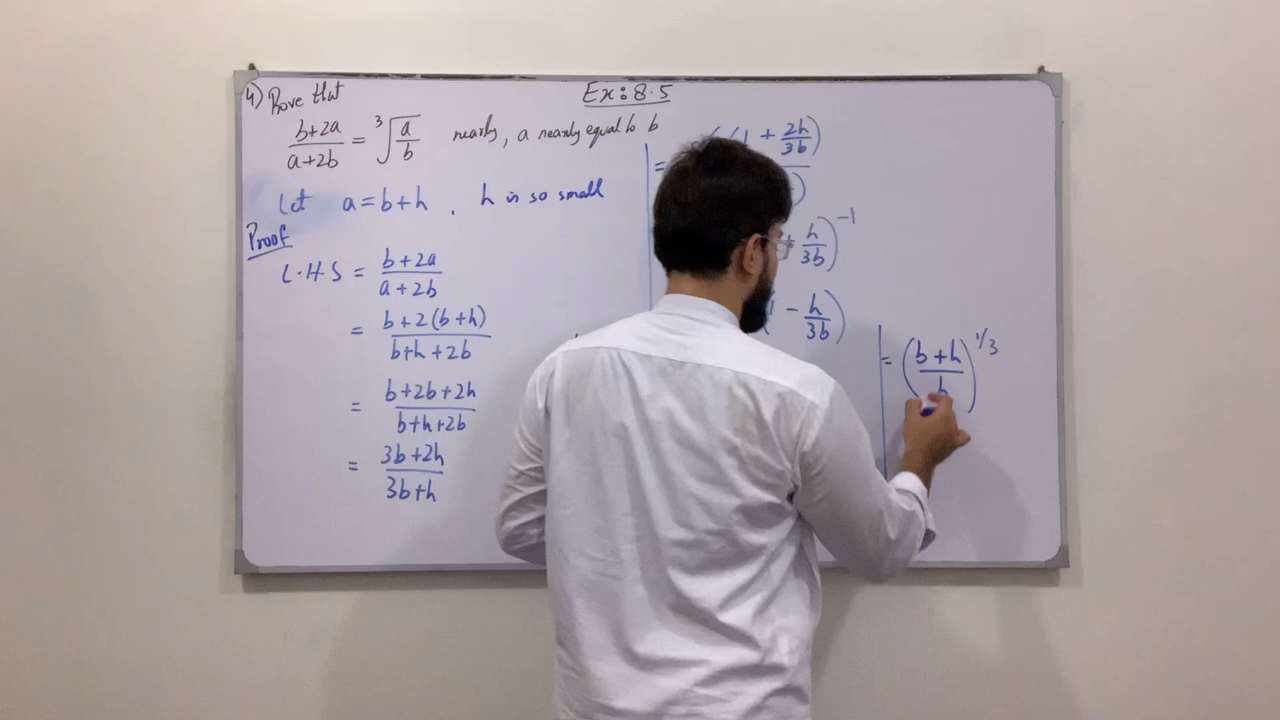 Ex: 8.5
4) Prove that
b+2a / a+2b = ³√(a/b) nearly, a nearly equal to b
Let a = b+h , h is so small
Proof
L.H.S = b+2a / a+2b
= b+2(b+h) / b+h+2b
= b+2b+2h / b+h+2b
= 3b+2h / 3b+h
= (1 + 2h/3b)
+ h/3b)⁻¹
- h/3b)
= (b+h / b)^1/3